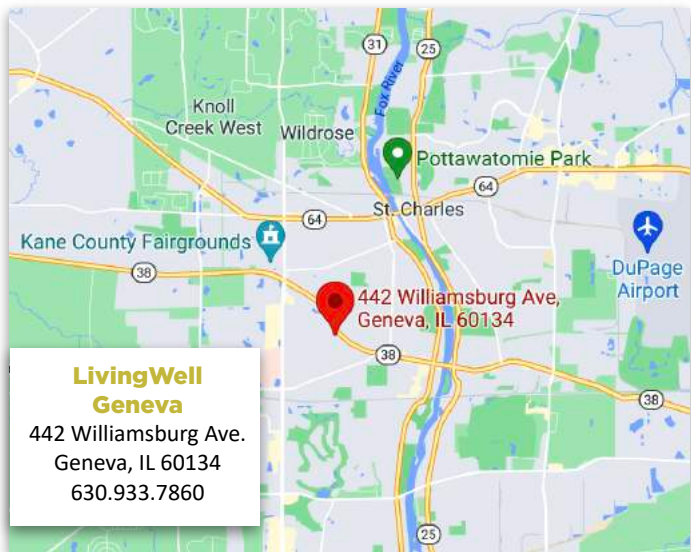 31
25
Fox River
Knoll
Creek West
Wildrose
Pottawatomie Park
64
St. Charles
64
Kane County Fairgrounds
38
DuPage
Airport
442 Williamsburg Ave,
Geneva, IL 60134
38
38
LivingWell
Geneva
442 Williamsburg Ave.
Geneva, IL 60134
630.933.7860
25